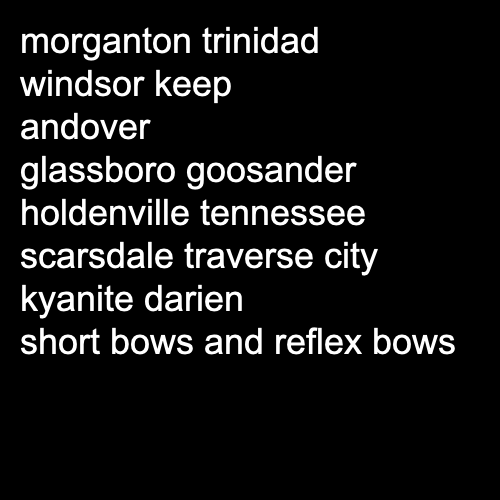 morganton trinidad
windsor keep
andover
glassboro goosander
holdenville tennessee
scarsdale traverse city
kyanite darien
short bows and reflex bows